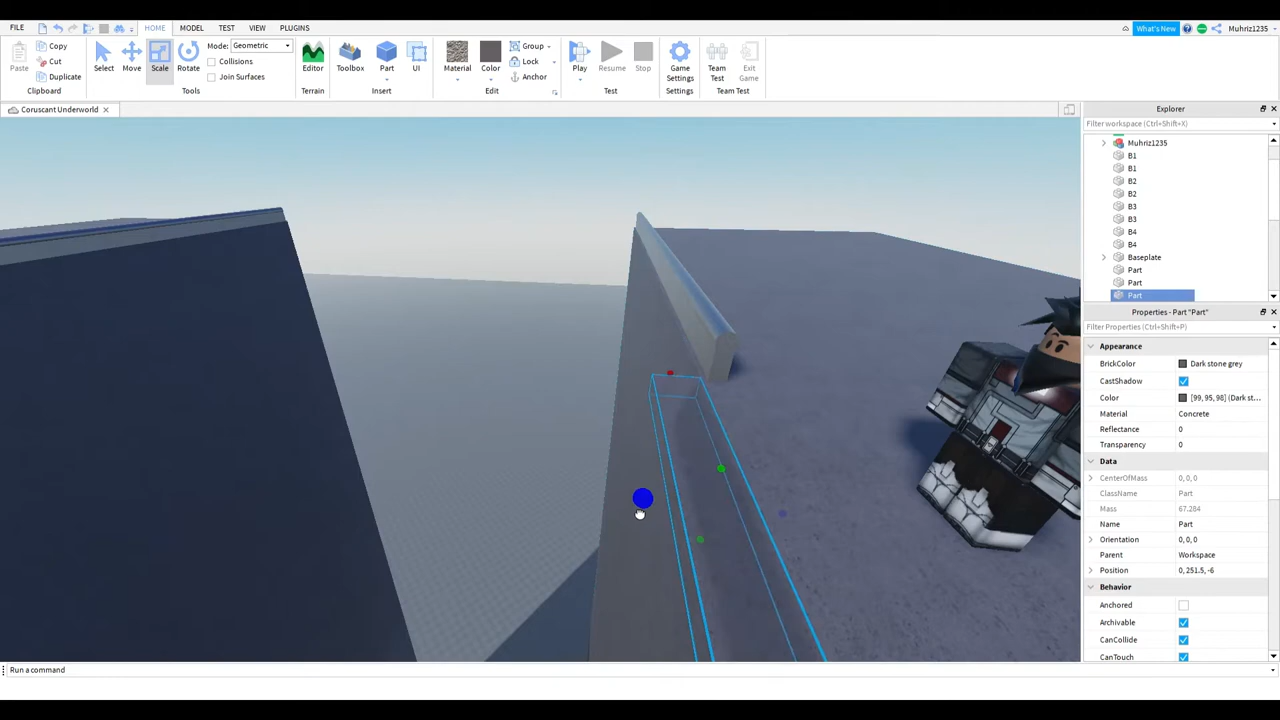 FILE HOME MODEL TEST VIEW PLUGINS What's New Muhriz1235
Paste Copy Cut Duplicate Select Move Scale Rotate Mode: Geometric Collisions Join Surfaces Editor Toolbox Part UI Material Color Group Lock Anchor Play Resume Stop Game Settings Team Test Exit Game
Clipboard Tools Terrain Insert Edit Test Settings Team Test
Coruscant Underworld
Explorer
Filter workspace (Ctrl+Shift+X)
Muhriz1235
B1
B1
B2
B2
B3
B3
B4
B4
Baseplate
Part
Part
Part
Properties - Part "Part"
Filter Properties (Ctrl+Shift+P)
Appearance
BrickColor Dark stone grey
CastShadow
Color [99, 95, 98] (Dark st...
Material Concrete
Reflectance 0
Transparency 0
Data
CenterOfMass 0, 0, 0
ClassName Part
Mass 67.284
Name Part
Orientation 0, 0, 0
Parent Workspace
Position 0, 251.5, -6
Behavior
Anchored
Archivable
CanCollide
CanTouch
Run a command